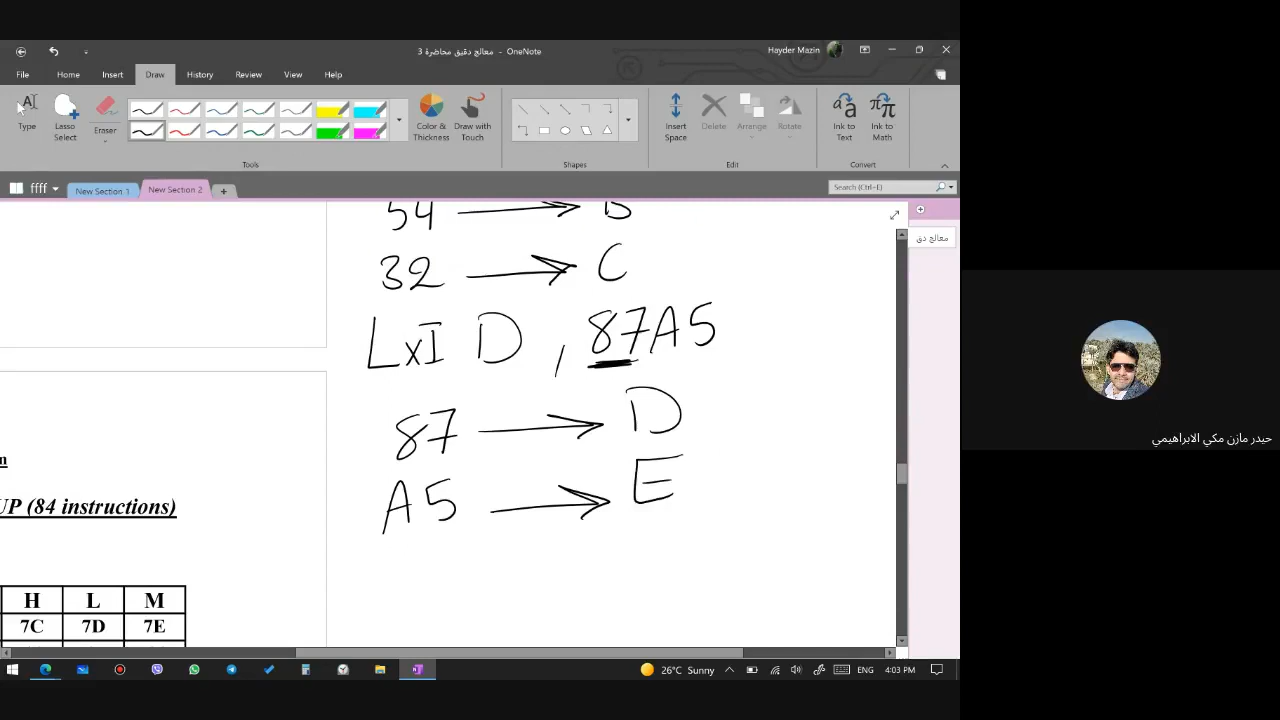 معالج دقيق محاضرة 3 - OneNote
Hayder Mazin
File Home Insert Draw History Review View Help
Type
Lasso Select
Eraser
Color & Thickness
Draw with Touch
Insert Space
Delete
Arrange
Rotate
Ink to Text
Ink to Math
Tools
Shapes
Edit
Convert
ffff
New Section 1
New Section 2
Search (Ctrl+E)
معالج دق
54 → B
32 → C
LxI D , 87A5
87 → D
A5 → E
n
UP (84 instructions)
H L M
7C 7D 7E
حيدر مازن مكي الابراهيمي
26°C Sunny
ENG
4:03 PM